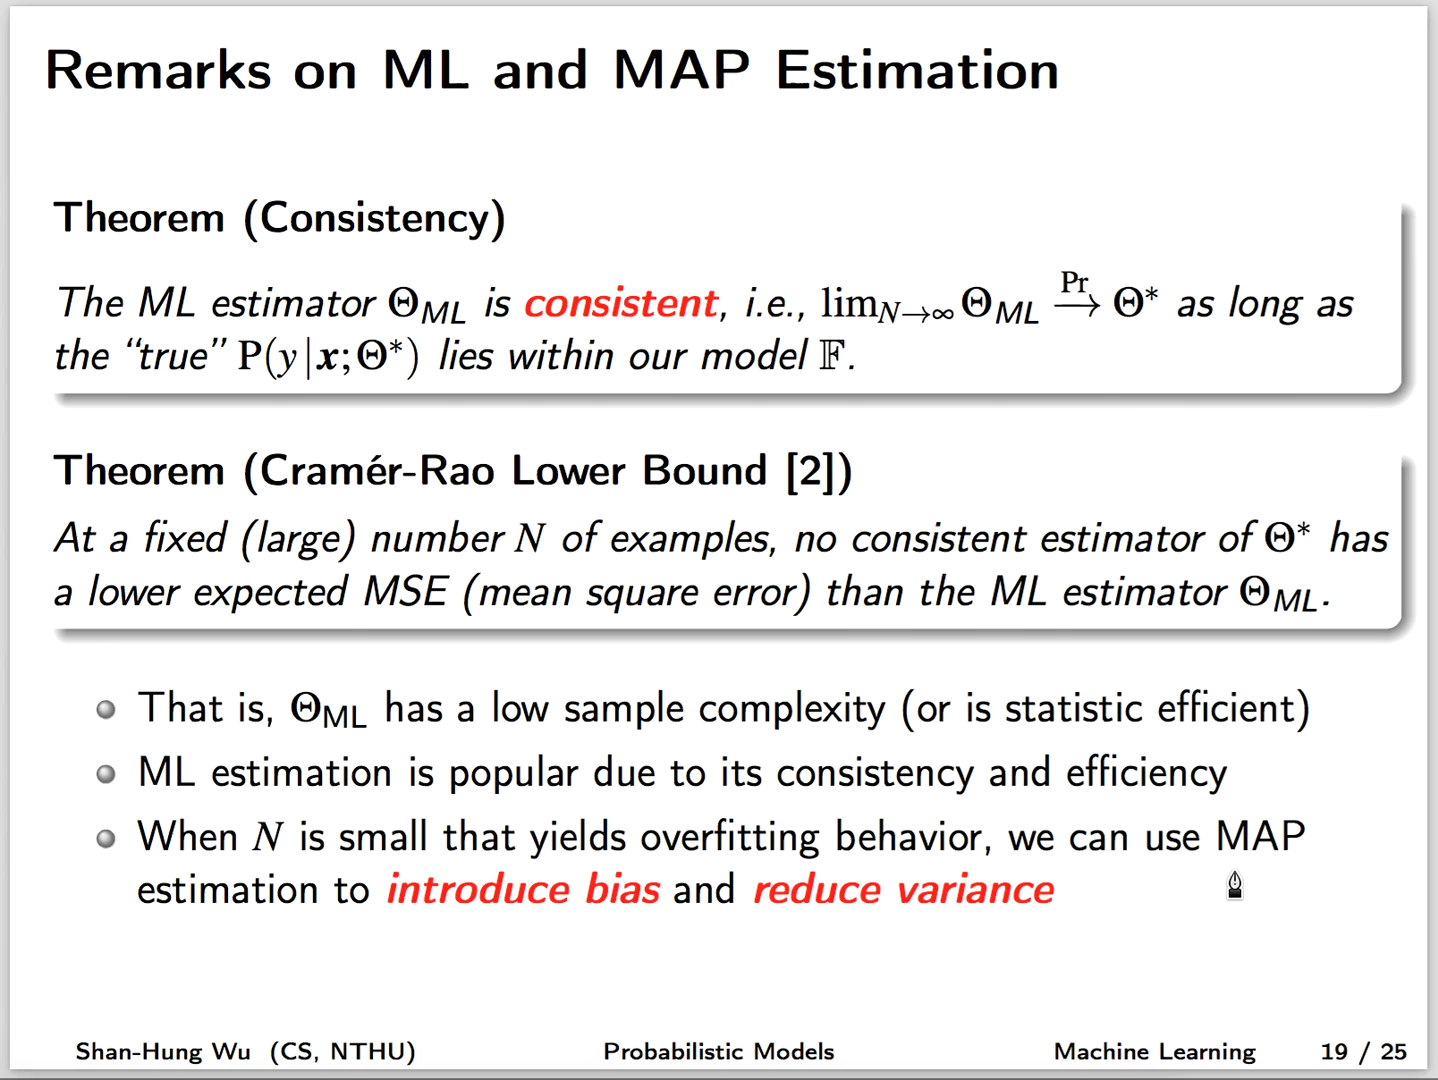 Remarks on ML and MAP Estimation
Theorem (Consistency)
The ML estimator Θ_ML is consistent, i.e., lim_{N→∞} Θ_ML \xrightarrow{Pr} Θ* as long as
the “true” P(y|x;Θ*) lies within our model 𝔽.
Theorem (Cramér-Rao Lower Bound [2])
At a fixed (large) number N of examples, no consistent estimator of Θ* has
a lower expected MSE (mean square error) than the ML estimator Θ_ML.
That is, Θ_ML has a low sample complexity (or is statistic efficient)
ML estimation is popular due to its consistency and efficiency
When N is small that yields overfitting behavior, we can use MAP
estimation to introduce bias and reduce variance
Shan-Hung Wu (CS, NTHU) Probabilistic Models Machine Learning 19 / 25